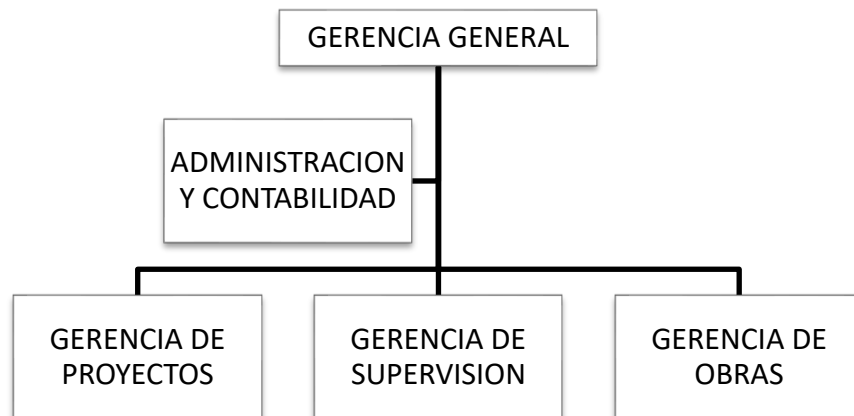 GERENCIA GENERAL
ADMINISTRACION
Y CONTABILIDAD
GERENCIA DE
PROYECTOS
GERENCIA DE
SUPERVISION
GERENCIA DE
OBRAS